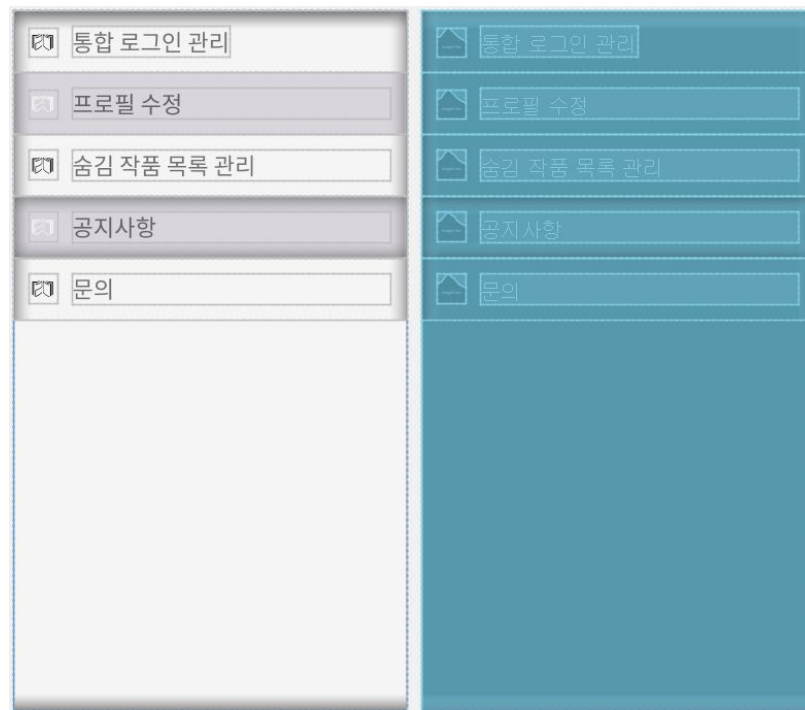 통합 로그인 관리
프로필 수정
숨김 작품 목록 관리
공지사항
문의
통합 로그인 관리
프로필 수정
숨김 작품 목록 관리
공지사항
문의